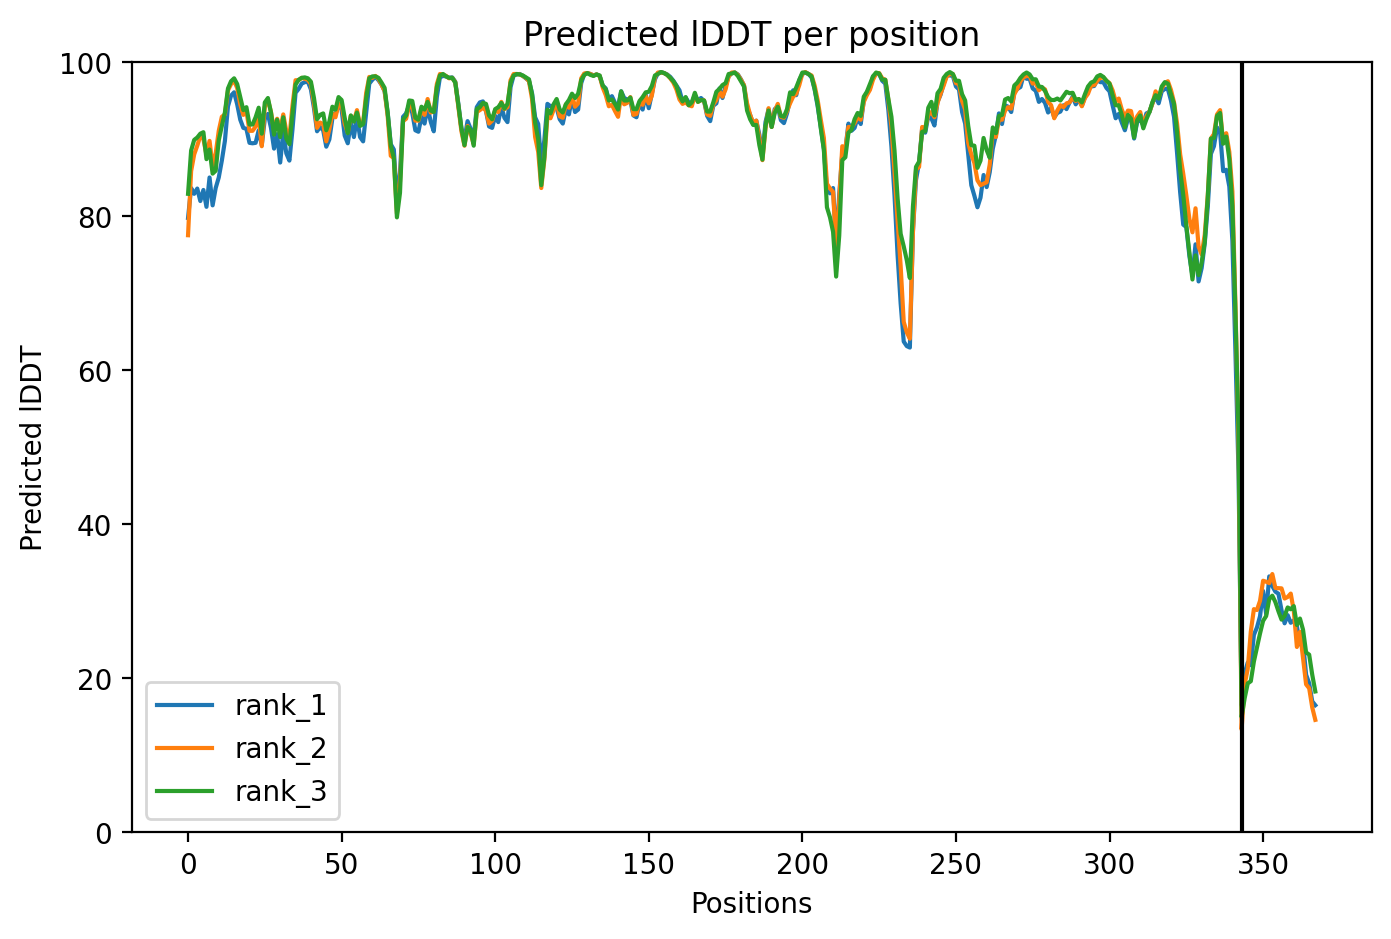 Predicted lDDT per position
100
80
60
40
20
0
Predicted lDDT
rank_1
rank_2
rank_3
0 50 100 150 200 250 300 350
Positions